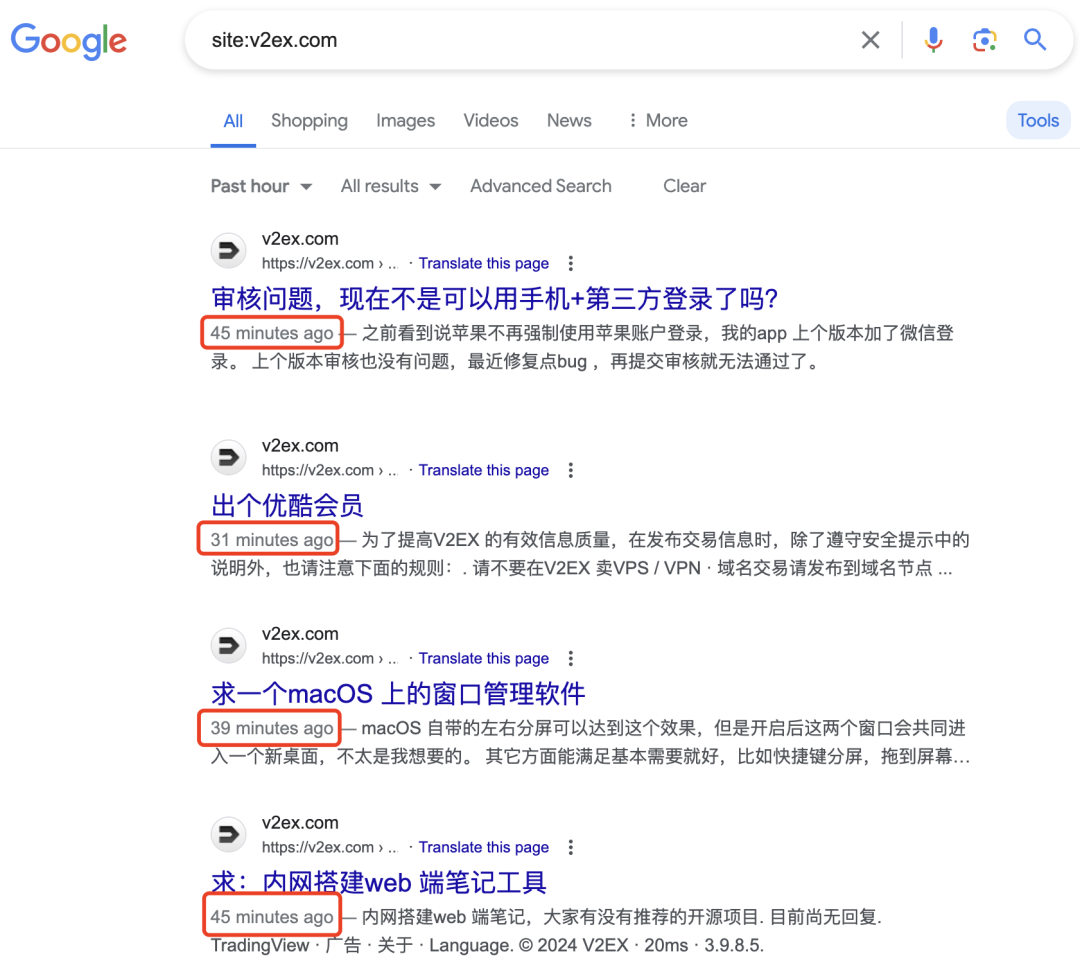 Google
site:v2ex.com
All Shopping Images Videos News More Tools
Past hour All results Advanced Search Clear
v2ex.com
https://v2ex.com › ... · Translate this page
审核问题，现在不是可以用手机+第三方登录了吗?
45 minutes ago — 之前看到说苹果不再强制使用苹果账户登录，我的app 上个版本加了微信登
录。 上个版本审核也没有问题，最近修复点bug ，再提交审核就无法通过了。
v2ex.com
https://v2ex.com › ... · Translate this page
出个优酷会员
31 minutes ago — 为了提高V2EX 的有效信息质量，在发布交易信息时，除了遵守安全提示中的
说明外，也请注意下面的规则：. 请不要在V2EX 卖VPS / VPN · 域名交易请发布到域名节点 ...
v2ex.com
https://v2ex.com › ... · Translate this page
求一个macOS 上的窗口管理软件
39 minutes ago — macOS 自带的左右分屏可以达到这个效果，但是开启后这两个窗口会共同进
入一个新桌面，不太是我想要的。 其它方面能满足基本需要就好，比如快捷键分屏，拖到屏幕...
v2ex.com
https://v2ex.com › ... · Translate this page
求：内网搭建web 端笔记工具
45 minutes ago — 内网搭建web 端笔记，大家有没有推荐的开源项目. 目前尚无回复.
TradingView · 广告 · 关于 · Language. © 2024 V2EX · 20ms · 3.9.8.5.